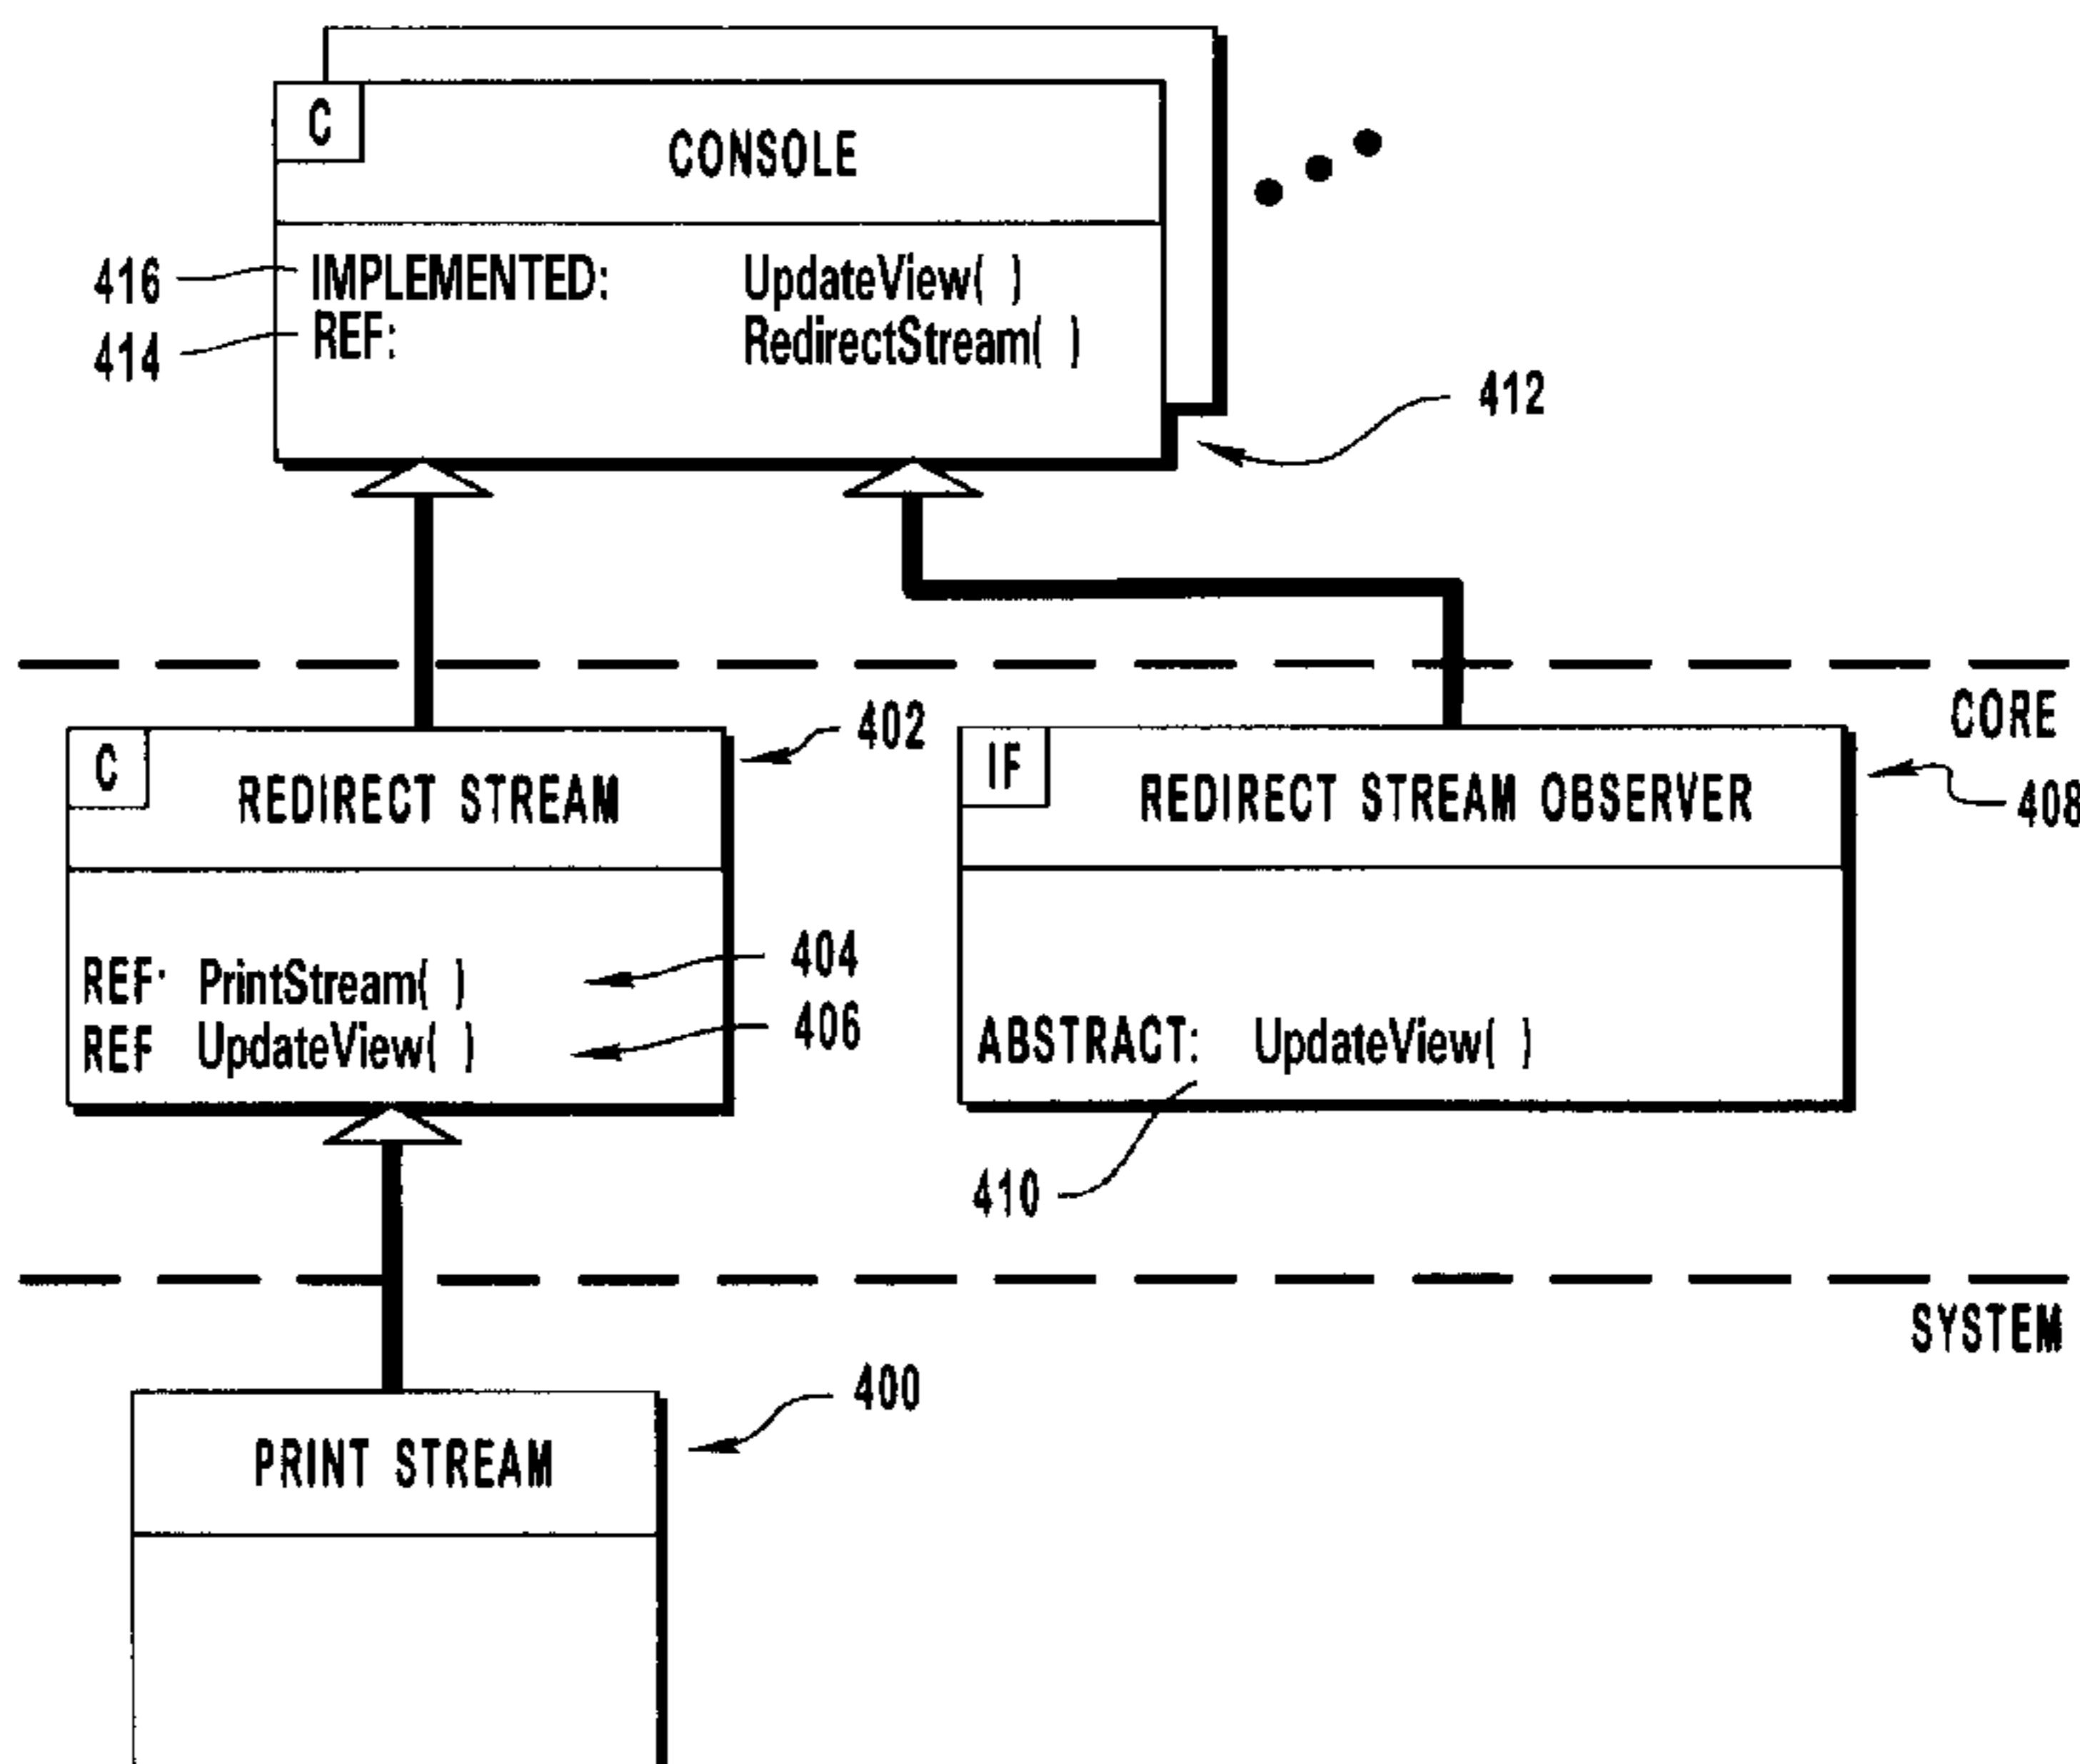 C
CONSOLE
416 IMPLEMENTED: UpdateView( )
414 REF: RedirectStream( )
412
CORE
C
REDIRECT STREAM
402
IF
REDIRECT STREAM OBSERVER
408
REF: PrintStream( )
404
REF UpdateView( )
406
ABSTRACT: UpdateView( )
410
SYSTEM
400
PRINT STREAM